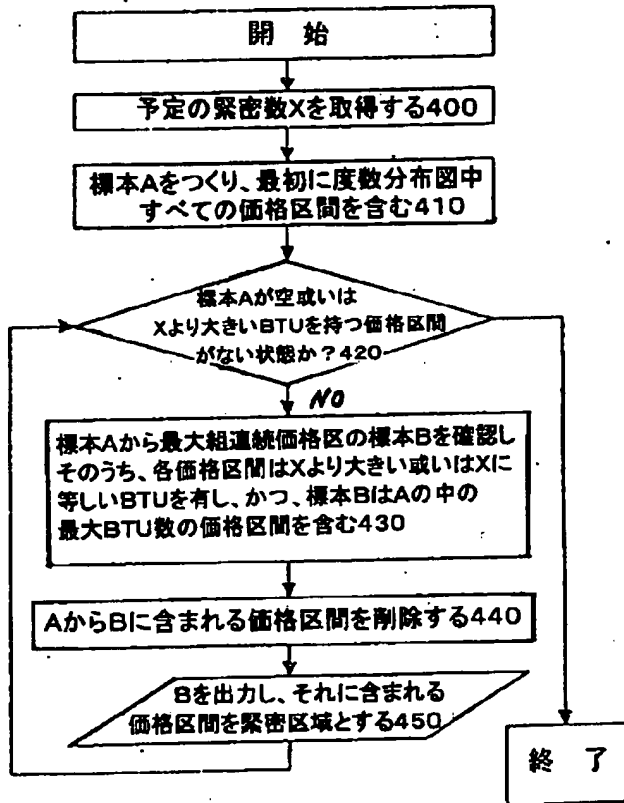 開 始
予定の緊密数Xを取得する400
標本Aをつくり、最初に度数分布図中
すべての価格区間を含む410
標本Aが空或いは
Xより大きいBTUを持つ価格区間
がない状態か？420
NO
標本Aから最大組連続価格区の標本Bを確認し
そのうち、各価格区間はXより大きい或いはXに
等しいBTUを有し、かつ、標本BはAの中の
最大BTU数の価格区間を含む430
AからBに含まれる価格区間を削除する440
Bを出力し、それに含まれる
価格区間を緊密区域とする450
終 了